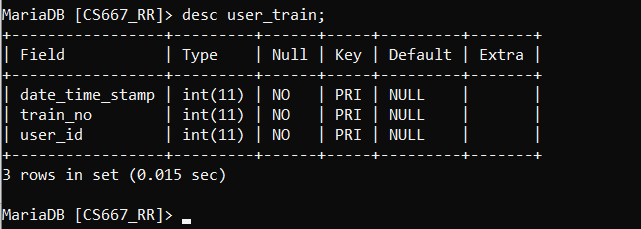 MariaDB [CS667_RR]> desc user_train;
+-----------------+---------+------+-----+---------+-------+
| Field           | Type    | Null | Key | Default | Extra |
+-----------------+---------+------+-----+---------+-------+
| date_time_stamp | int(11) | NO   | PRI | NULL    |       |
| train_no        | int(11) | NO   | PRI | NULL    |       |
| user_id         | int(11) | NO   | PRI | NULL    |       |
+-----------------+---------+------+-----+---------+-------+
3 rows in set (0.015 sec)
MariaDB [CS667_RR]>